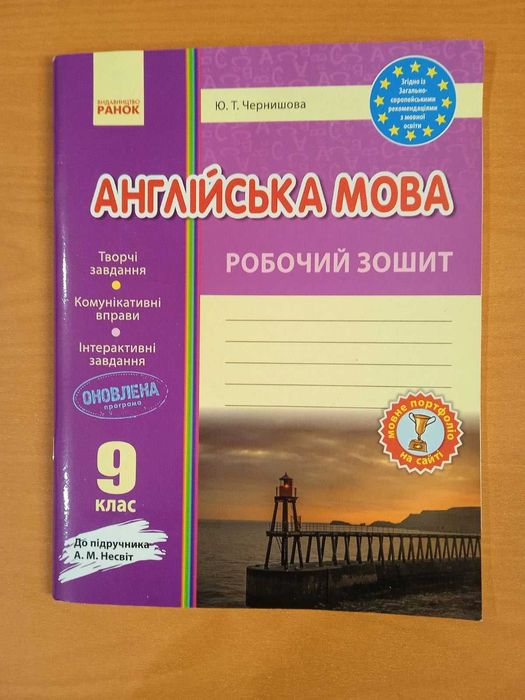 ВИДАВНИЦТВО
РАНОК
Ю. Т. Чернишова
Згідно із
Загально-
європейськими
рекомендаціями
з мовної
освіти
АНГЛІЙСЬКА МОВА
РОБОЧИЙ ЗОШИТ
Творчі
завдання
Комунікативні
вправи
Інтерактивні
завдання
ОНОВЛЕНА
програма
9
клас
До підручника
А. М. Несвіт
мовне портфоліо
на сайті